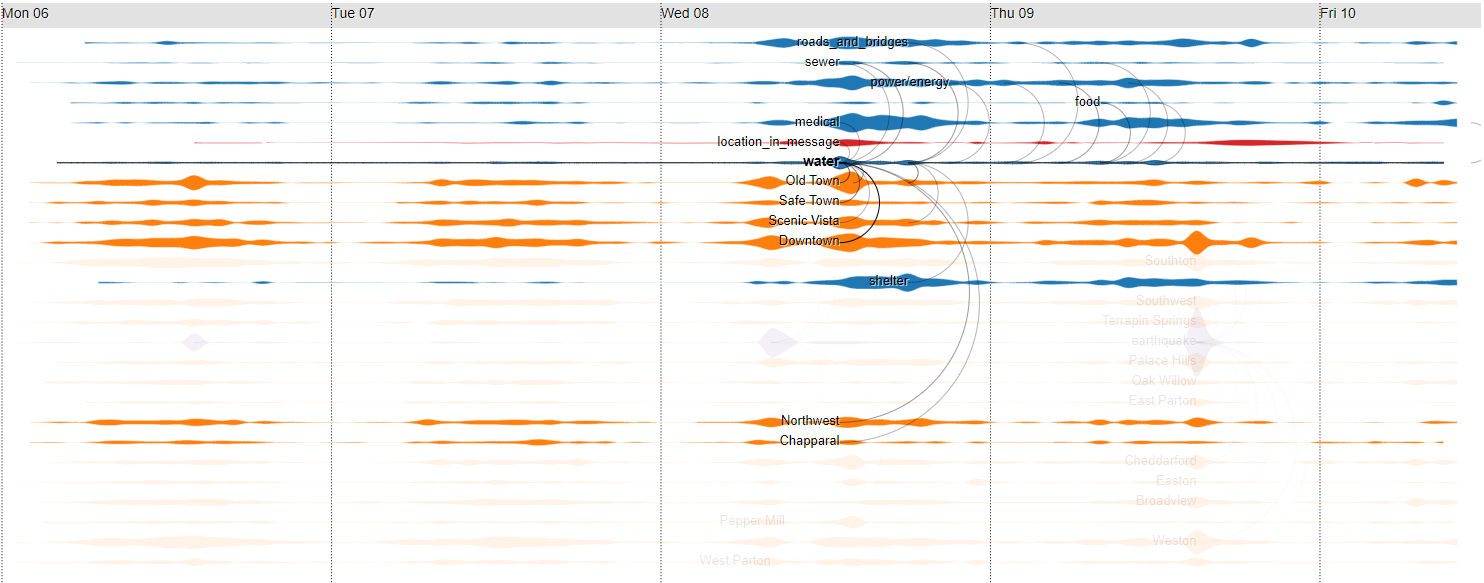 Mon 06 Tue 07 Wed 08 Thu 09 Fri 10
roads_and_bridges
sewer
power/energy
food
medical
location_in_message
water
Old Town
Safe Town
Scenic Vista
Downtown
Southton
shelter
Southwest
Terrapin Springs
earthquake
Palace Hills
Oak Willow
East Parton
Northwest
Chapparal
Cheddarford
Easton
Broadview
Pepper Mill
Weston
West Parton